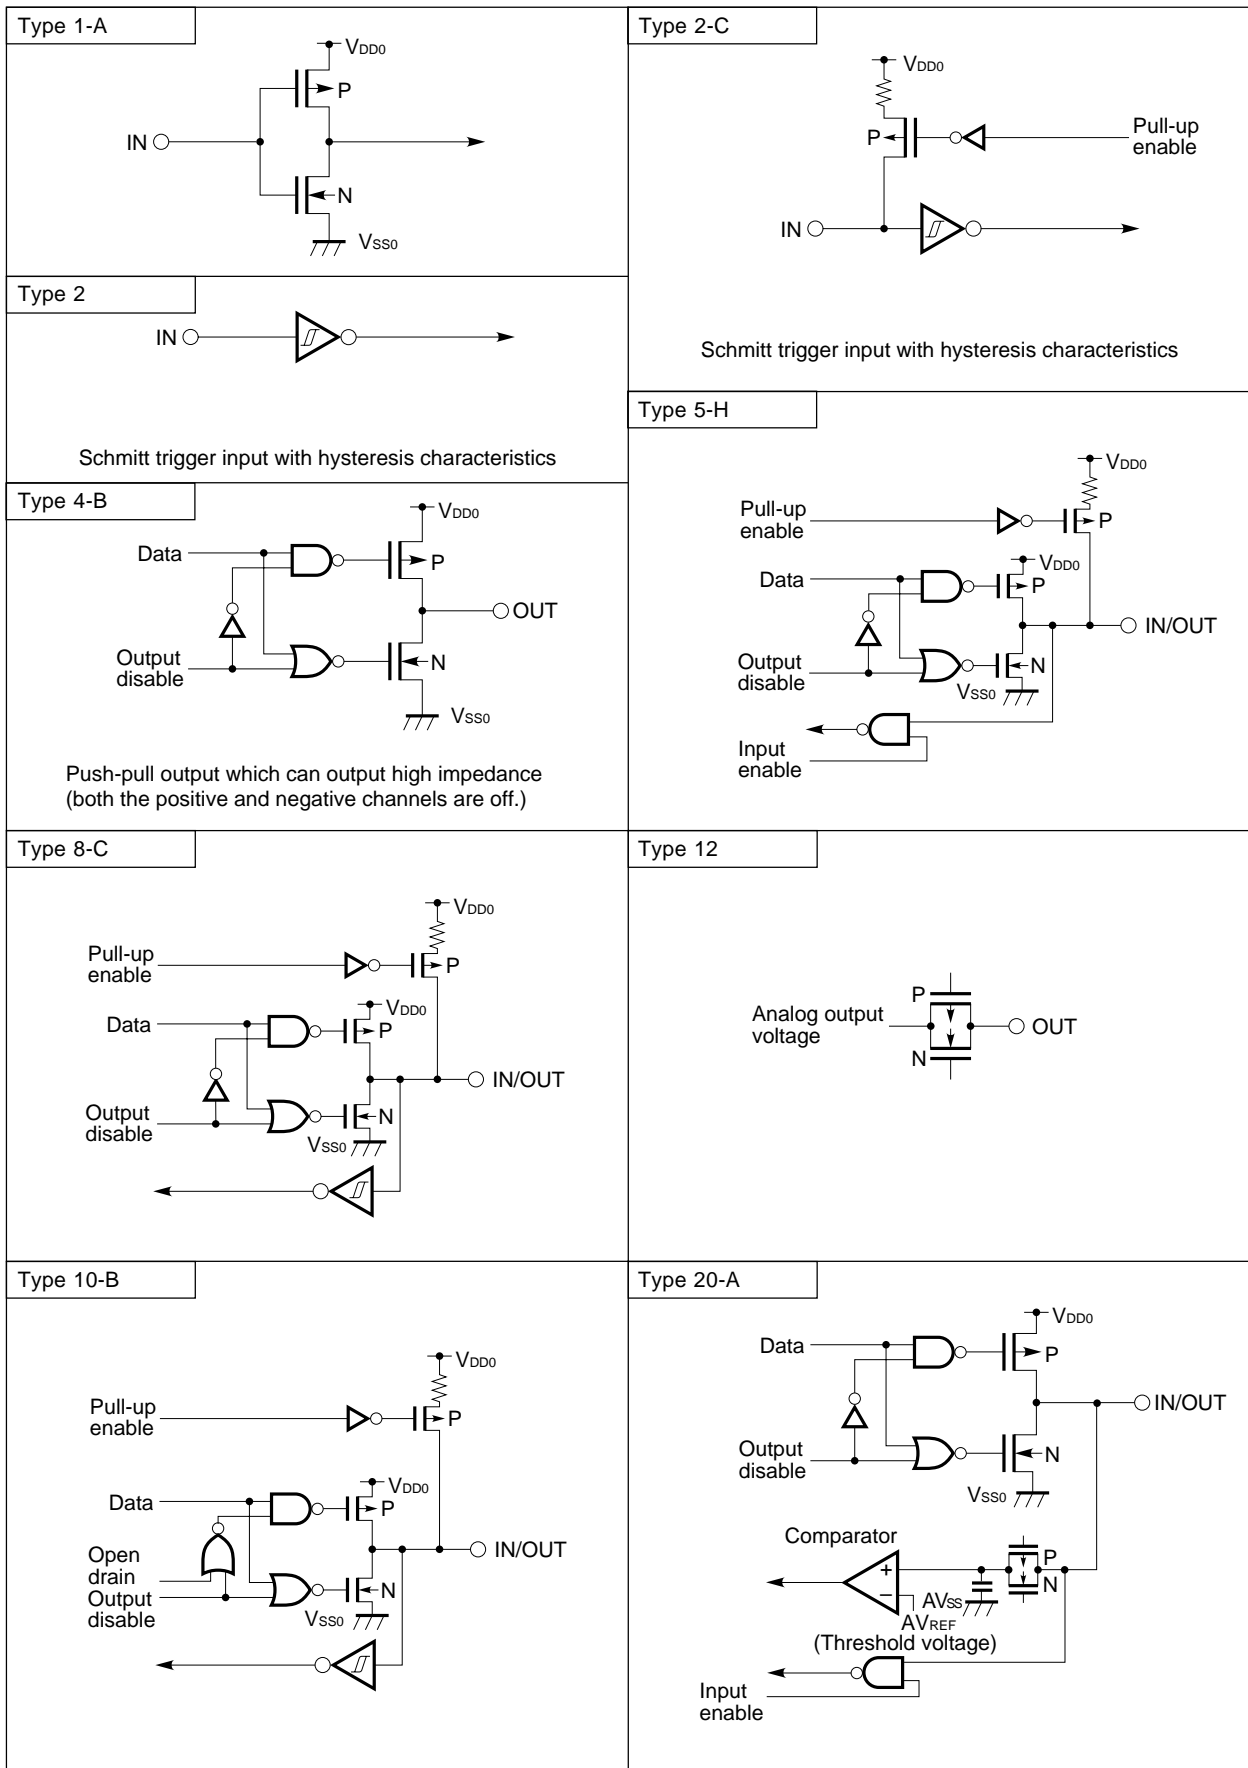 Type 1-A
VDD0
P
IN
N
VSS0
Type 2-C
VDD0
P
Pull-up
enable
IN
Schmitt trigger input with hysteresis characteristics
Type 2
IN
Schmitt trigger input with hysteresis characteristics
Type 5-H
VDD0
Pull-up
enable
P
VDD0
Data
P
IN/OUT
Output
disable
N
VSS0
Input
enable
Type 4-B
VDD0
Data
P
OUT
Output
disable
N
VSS0
Push-pull output which can output high impedance
(both the positive and negative channels are off.)
Type 8-C
VDD0
Pull-up
enable
P
VDD0
Data
P
IN/OUT
Output
disable
N
VSS0
Type 12
P
Analog output
voltage
OUT
N
Type 10-B
VDD0
Pull-up
enable
P
VDD0
Data
P
Open
drain
IN/OUT
Output
disable
N
VSS0
Type 20-A
VDD0
Data
P
IN/OUT
Output
disable
N
VSS0
Comparator
P
+
N
−
AVSS
AVREF
(Threshold voltage)
Input
enable